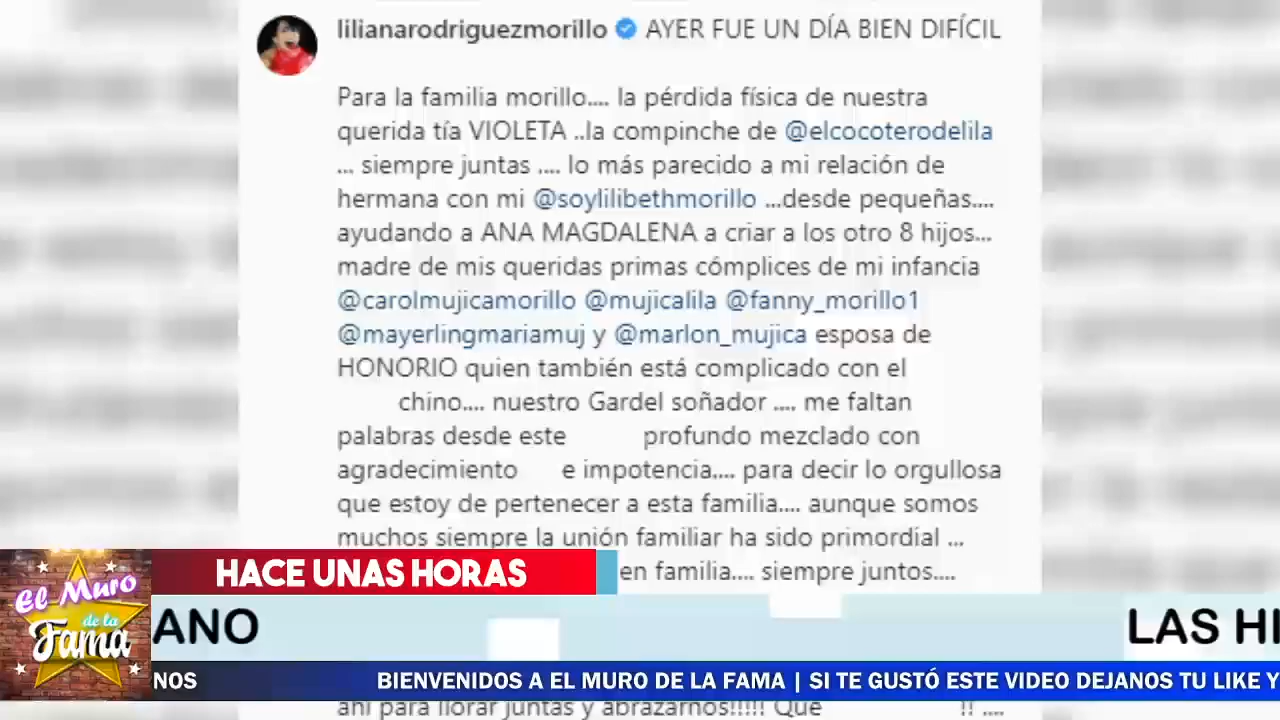 lilianarodriguezmorillo AYER FUE UN DÍA BIEN DIFÍCIL
Para la familia morillo.... la pérdida física de nuestra
querida tía VIOLETA ..la compinche de @elcocoterodelila
... siempre juntas .... lo más parecido a mi relación de
hermana con mi @soylilibethmorillo ...desde pequeñas....
ayudando a ANA MAGDALENA a criar a los otro 8 hijos...
madre de mis queridas primas cómplices de mi infancia
@carolmujicamorillo @mujicalila @fanny_morillo1
@mayerlingmariamuj y @marlon_mujica esposa de
HONORIO quien también está complicado con el
chino.... nuestro Gardel soñador .... me faltan
palabras desde este profundo mezclado con
agradecimiento e impotencia.... para decir lo orgullosa
que estoy de pertenecer a esta familia.... aunque somos
muchos siempre la unión familiar ha sido primordial ...
en familia.... siempre juntos....
HACE UNAS HORAS
El Muro
de la
Fama
ANO LAS HI
NOS BIENVENIDOS A EL MURO DE LA FAMA | SI TE GUSTÓ ESTE VIDEO DEJANOS TU LIKE Y
ahí para llorar juntas y abrazarnos!!!!! Que !! ....